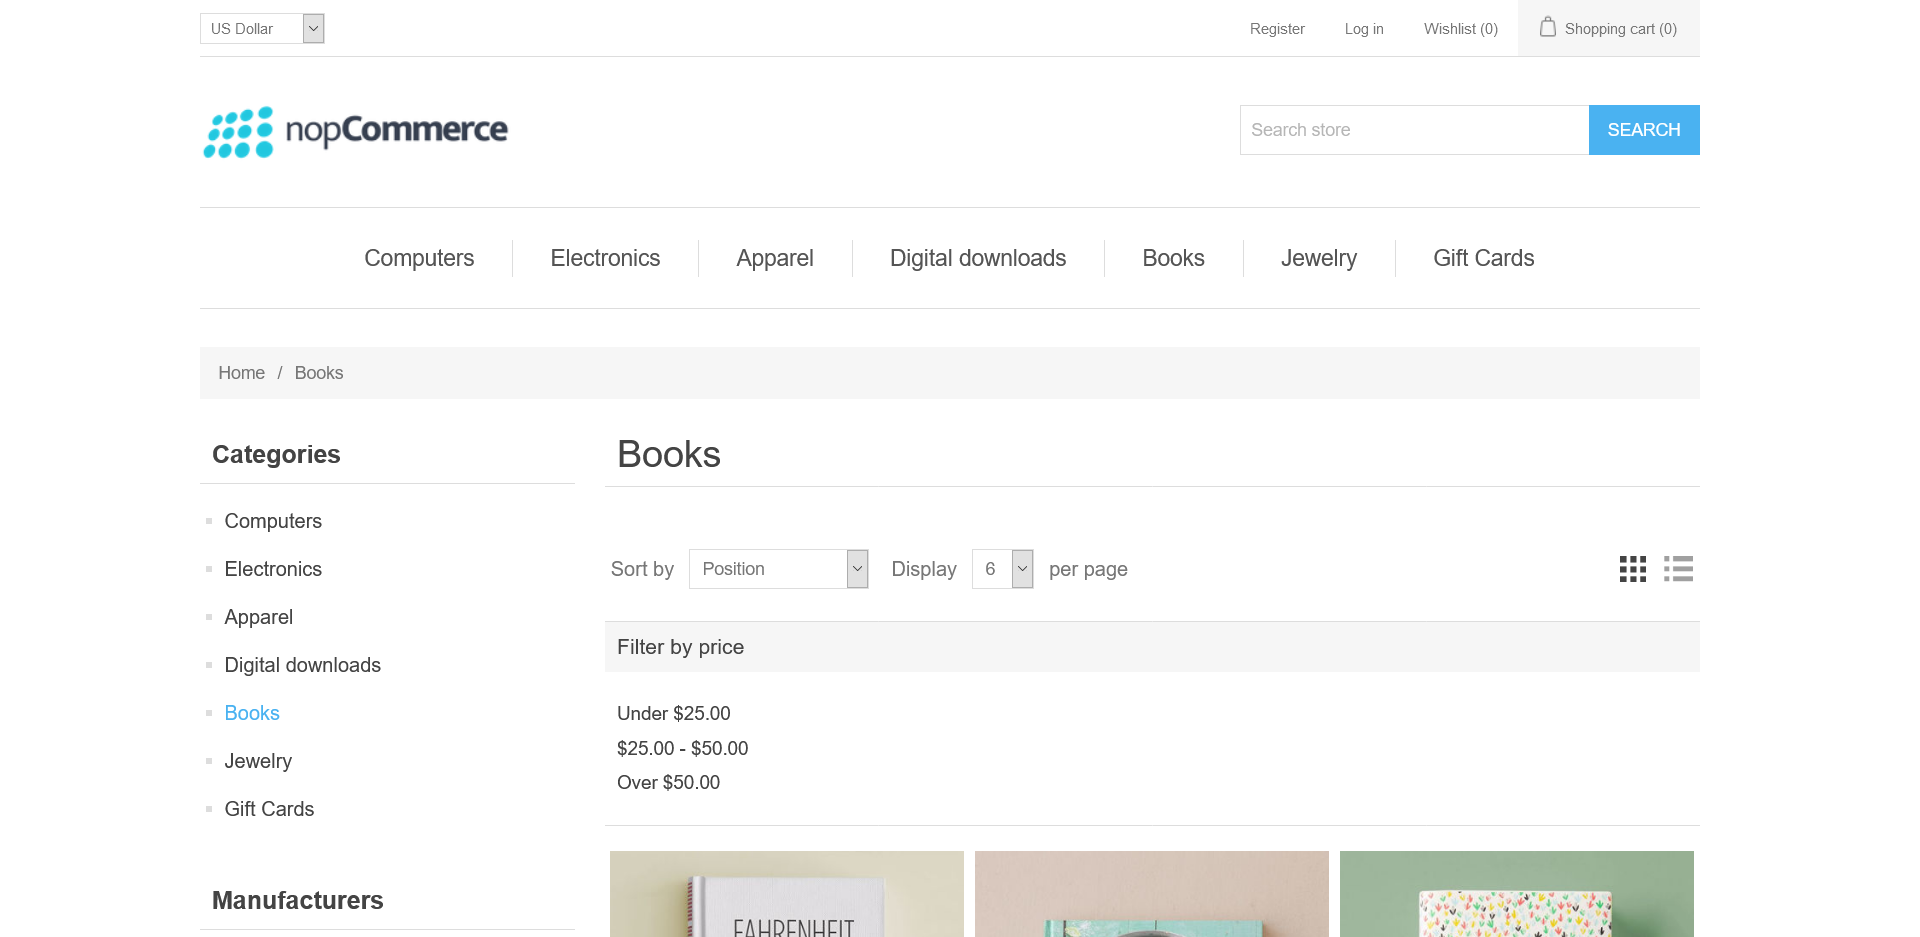 US Dollar
Register
Log in
Wishlist (0)
Shopping cart (0)
nopCommerce
Search store
SEARCH
Computers
Electronics
Apparel
Digital downloads
Books
Jewelry
Gift Cards
Home / Books
Categories
Computers
Electronics
Apparel
Digital downloads
Books
Jewelry
Gift Cards
Manufacturers
Books
Sort by Position Display 6 per page
Filter by price
Under $25.00
$25.00 - $50.00
Over $50.00
FAHRENHEIT